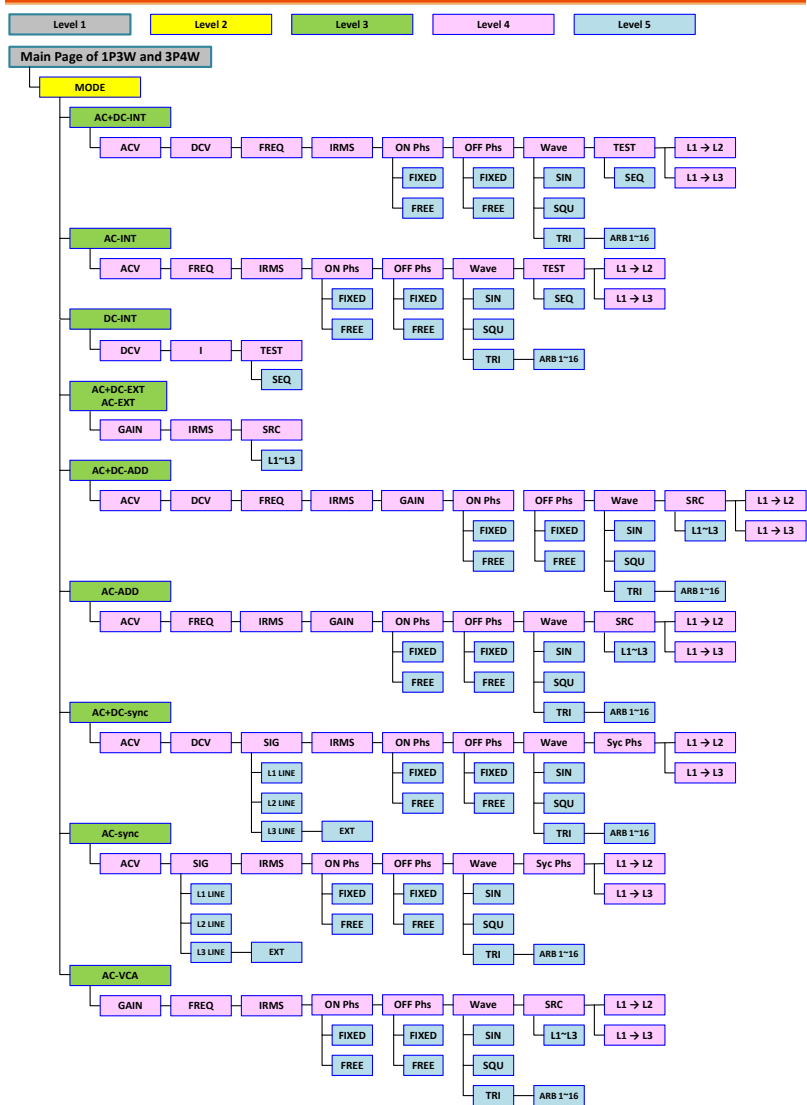 Level 1 Level 2 Level 3 Level 4 Level 5
Main Page of 1P3W and 3P4W
MODE
AC+DC-INT
ACV DCV FREQ IRMS ON Phs OFF Phs Wave TEST L1 → L2
FIXED FIXED SIN SEQ L1 → L3
FREE FREE SQU
TRI ARB 1~16
AC-INT
ACV FREQ IRMS ON Phs OFF Phs Wave TEST L1 → L2
FIXED FIXED SIN SEQ L1 → L3
FREE FREE SQU
TRI ARB 1~16
DC-INT
DCV I TEST
SEQ
AC+DC-EXT
AC-EXT
GAIN IRMS SRC
L1~L3
AC+DC-ADD
ACV DCV FREQ IRMS GAIN ON Phs OFF Phs Wave SRC L1 → L2
FIXED FIXED SIN L1~L3 L1 → L3
FREE FREE SQU
TRI ARB 1~16
AC-ADD
ACV FREQ IRMS GAIN ON Phs OFF Phs Wave SRC L1 → L2
FIXED FIXED SIN L1~L3 L1 → L3
FREE FREE SQU
TRI ARB 1~16
AC+DC-sync
ACV DCV SIG IRMS ON Phs OFF Phs Wave Syc Phs L1 → L2
L1 LINE FIXED FIXED SIN L1 → L3
L2 LINE FREE FREE SQU
L3 LINE EXT TRI ARB 1~16
AC-sync
ACV SIG IRMS ON Phs OFF Phs Wave Syc Phs L1 → L2
L1 LINE FIXED FIXED SIN L1 → L3
L2 LINE FREE FREE SQU
L3 LINE EXT TRI ARB 1~16
AC-VCA
GAIN FREQ IRMS ON Phs OFF Phs Wave SRC L1 → L2
FIXED FIXED SIN L1~L3 L1 → L3
FREE FREE SQU
TRI ARB 1~16